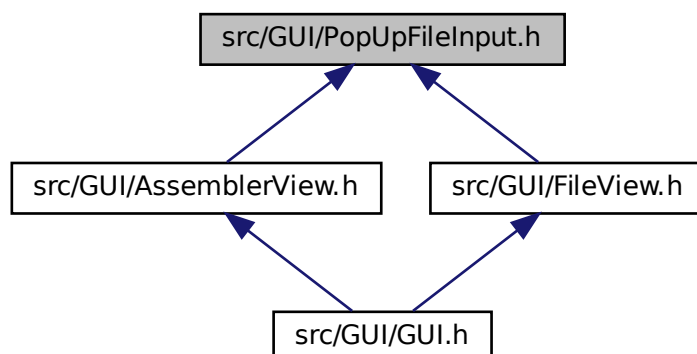 src/GUI/PopUpFileInput.h
src/GUI/AssemblerView.h
src/GUI/FileView.h
src/GUI/GUI.h